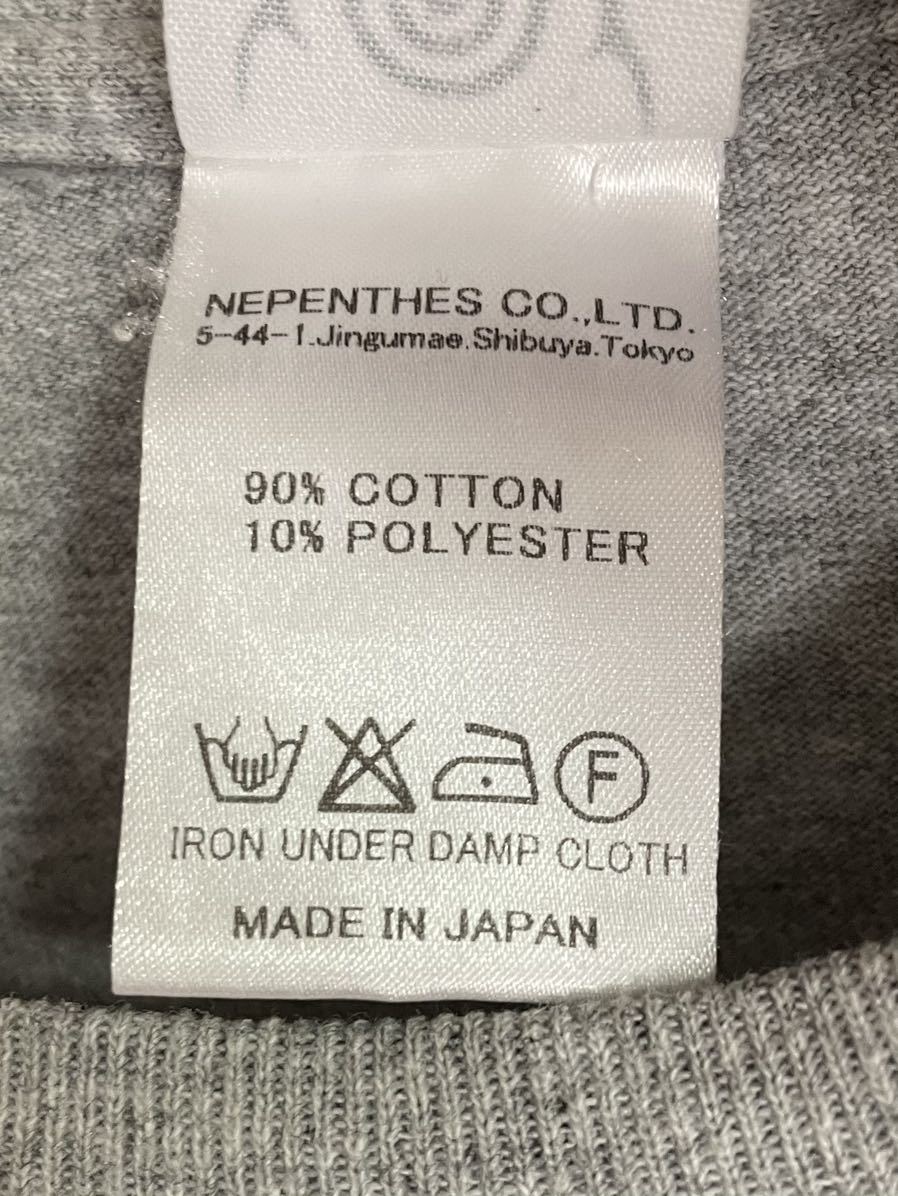 NEPENTHES CO.,LTD.
5-44-1.Jingumae.Shibuya.Tokyo
90% COTTON
10% POLYESTER
F
IRON UNDER DAMP CLOTH
MADE IN JAPAN